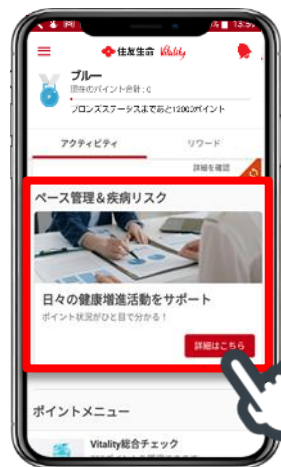 13:5
住友生命 Vitality
ブルー
現在のポイント合計：0
ブロンズステータスまであと12000ポイント
アクティビティ
リワード
詳細を確認
ペース管理＆疾病リスク
日々の健康増進活動をサポート
ポイント状況がひと目で分かる！
詳細はこちら
ポイントメニュー
Vitality総合チェック